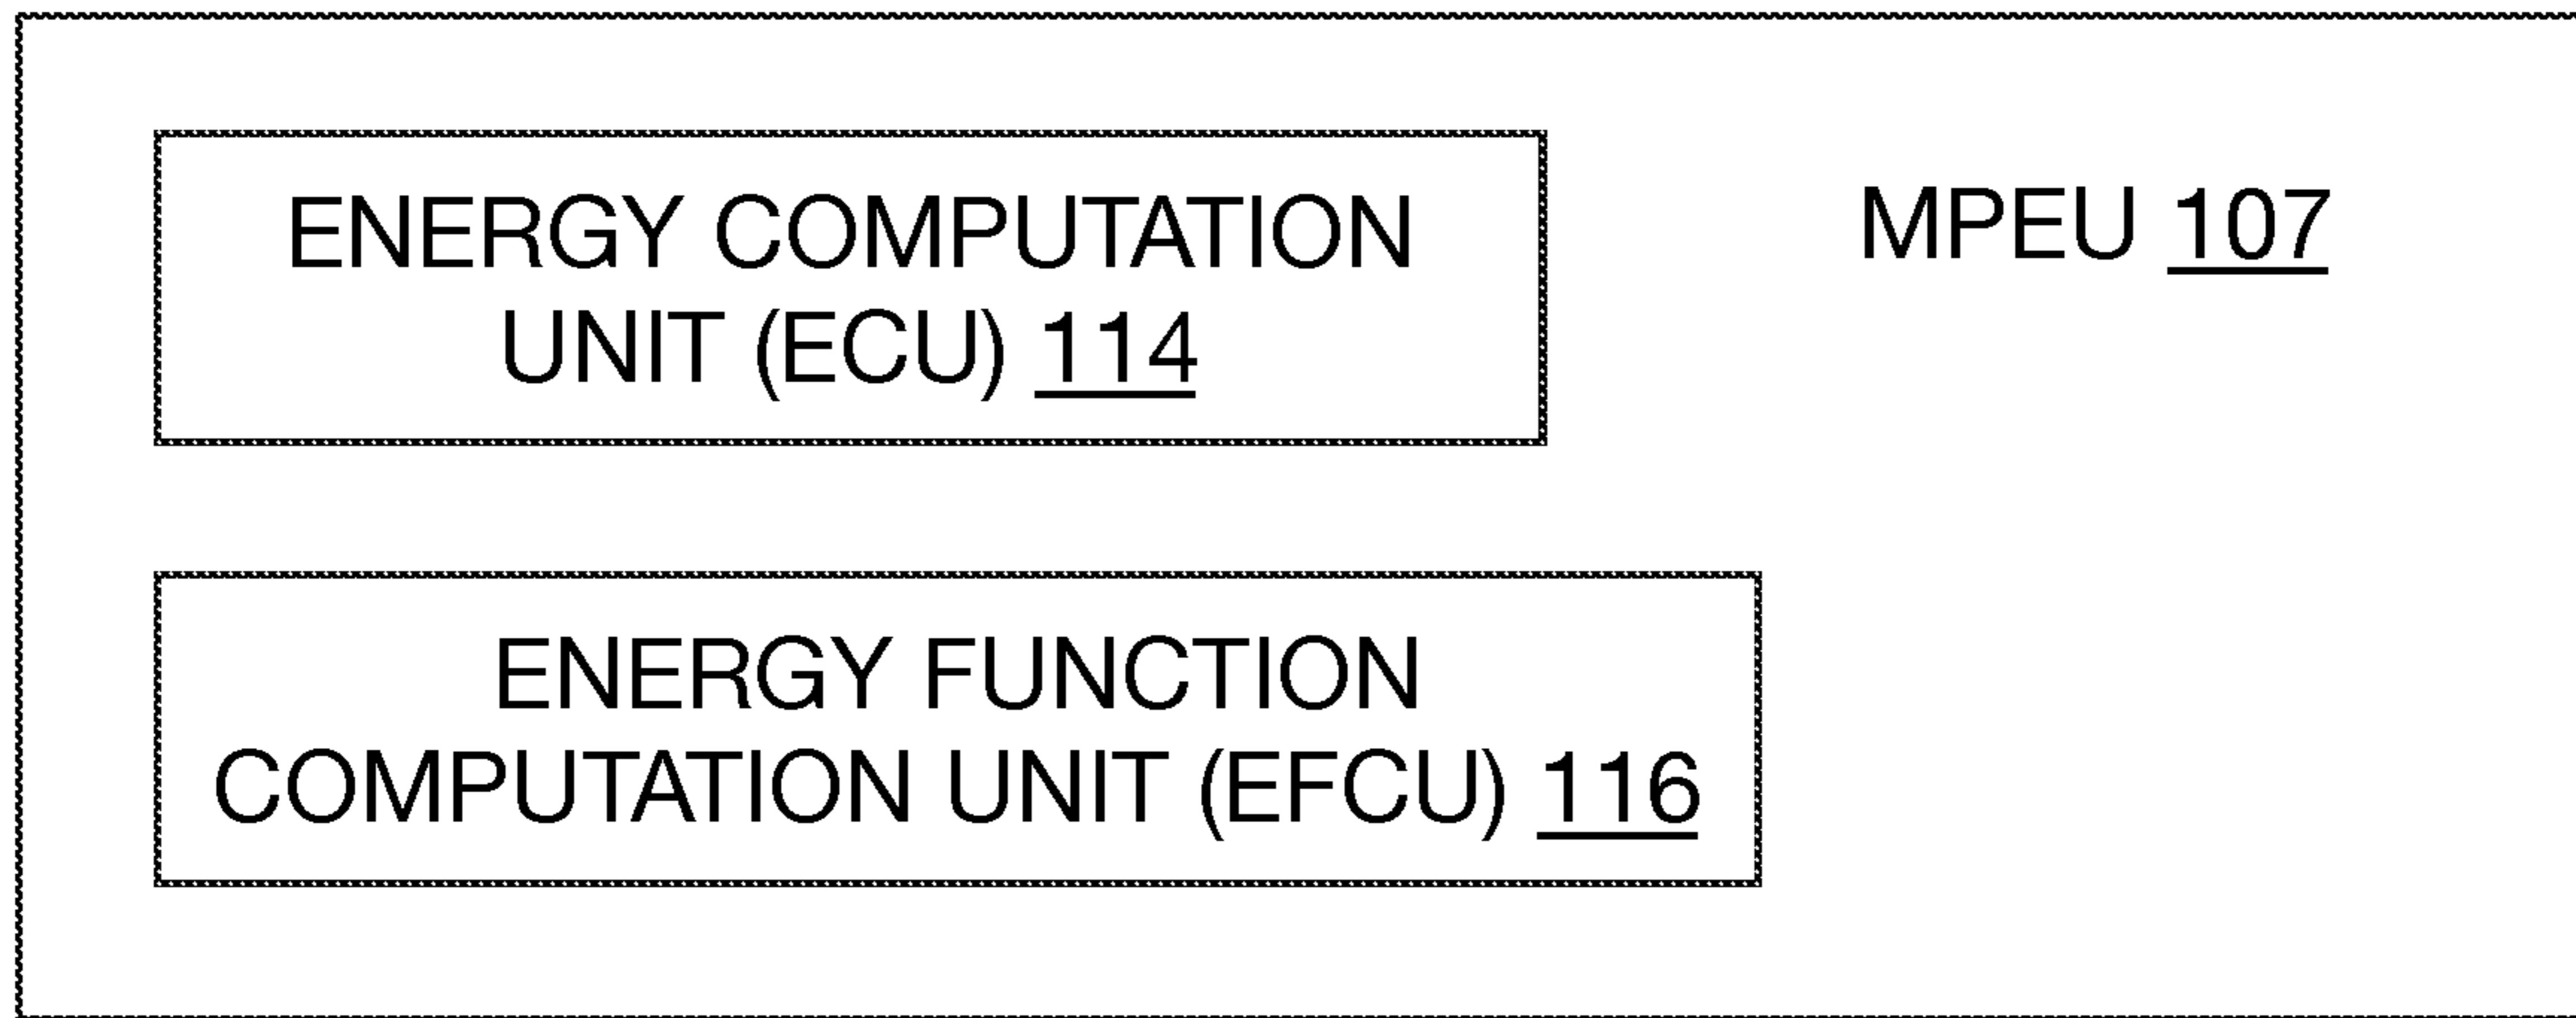 ENERGY COMPUTATION
UNIT (ECU) 114
MPEU 107
ENERGY FUNCTION
COMPUTATION UNIT (EFCU) 116